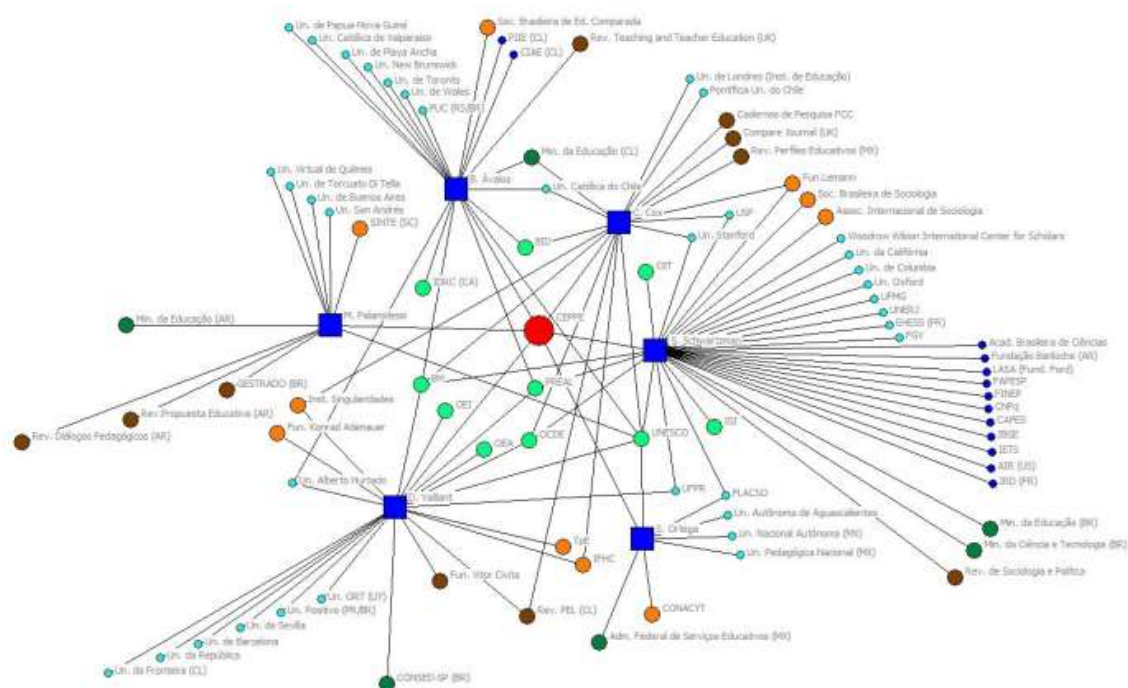 Un. de Papua-Nova Guiné
Un. Católica de Valparaiso
Un. de Playa Ancha
Un. New Brunswick
Un. de Toronto
Un. de Wales
PUC (RS/BR)
Soc. Brasileira de Ed. Comparada
PIIE (CL)
CIAE (CL)
Rev. Teaching and Teacher Education (UK)
Un. de Londres (Inst. de Educação)
Pontífica Un. do Chile
Cadernos de Pesquisa FCC
Compare Journal (UK)
Rev. Perfiles Educativos (MX)
Min. da Educação (CL)
B. Ávalos
Un. Católica do Chile
C. Cox
Fun.Lemann
Soc. Brasileira de Sociologia
Assoc. Internacional de Sociologia
USP
Un. Stanford
Woodrow Wilson International Center for Scholars
Un. da Califórnia
Un. de Columbia
Un. Oxford
UFMG
UNERJ
EHESS (FR)
FGV
Un. Virtual de Quilmes
Un. de Torcuato Di Tella
Un. de Buenos Aires
Un. San Andrés
SINTE (SC)
BID
OIT
IDRC (CA)
CEPPE
M. Palamidessi
Min. de Educação (AR)
S. Schwartzman
Acad. Brasileira de Ciências
Fundação Bariloche (AR)
LASA (Fund. Ford)
FAPESP
FINEP
CNPq
CAPES
IBGE
IETS
AIR (US)
IRD (FR)
BM
PREAL
GESTRADO (BR)
Inst. Singularidades
OEI
Rev Propuesta Educativa (AR)
Fun. Konrad Adenauer
Rev. Diálogos Pedagógicos (AR)
OEA
OCDE
UNESCO
Un. Alberto Hurtado
D. Vaillant
UFPR
FLACSO
Un. Autônoma de Aguascalientes
Un. Nacional Autônoma (MX)
Un. Pedagógica Nacional (MX)
S. Ortega
Min. da Educação (BR)
Min. da Ciência e Tecnologia (BR)
Rev. de Sociologia e Política
TpE
IFHC
Fun. Vitor Civita
Rev. PEL (CL)
CONACYT
Adm. Federal de Serviços Educativos (MX)
Un. ORT (UY)
Un. Positivo (PR/BR)
Un. de Sevilla
Un. de Barcelona
Un. da República
Un. da Fronteira (CL)
CONSED-SP (BR)